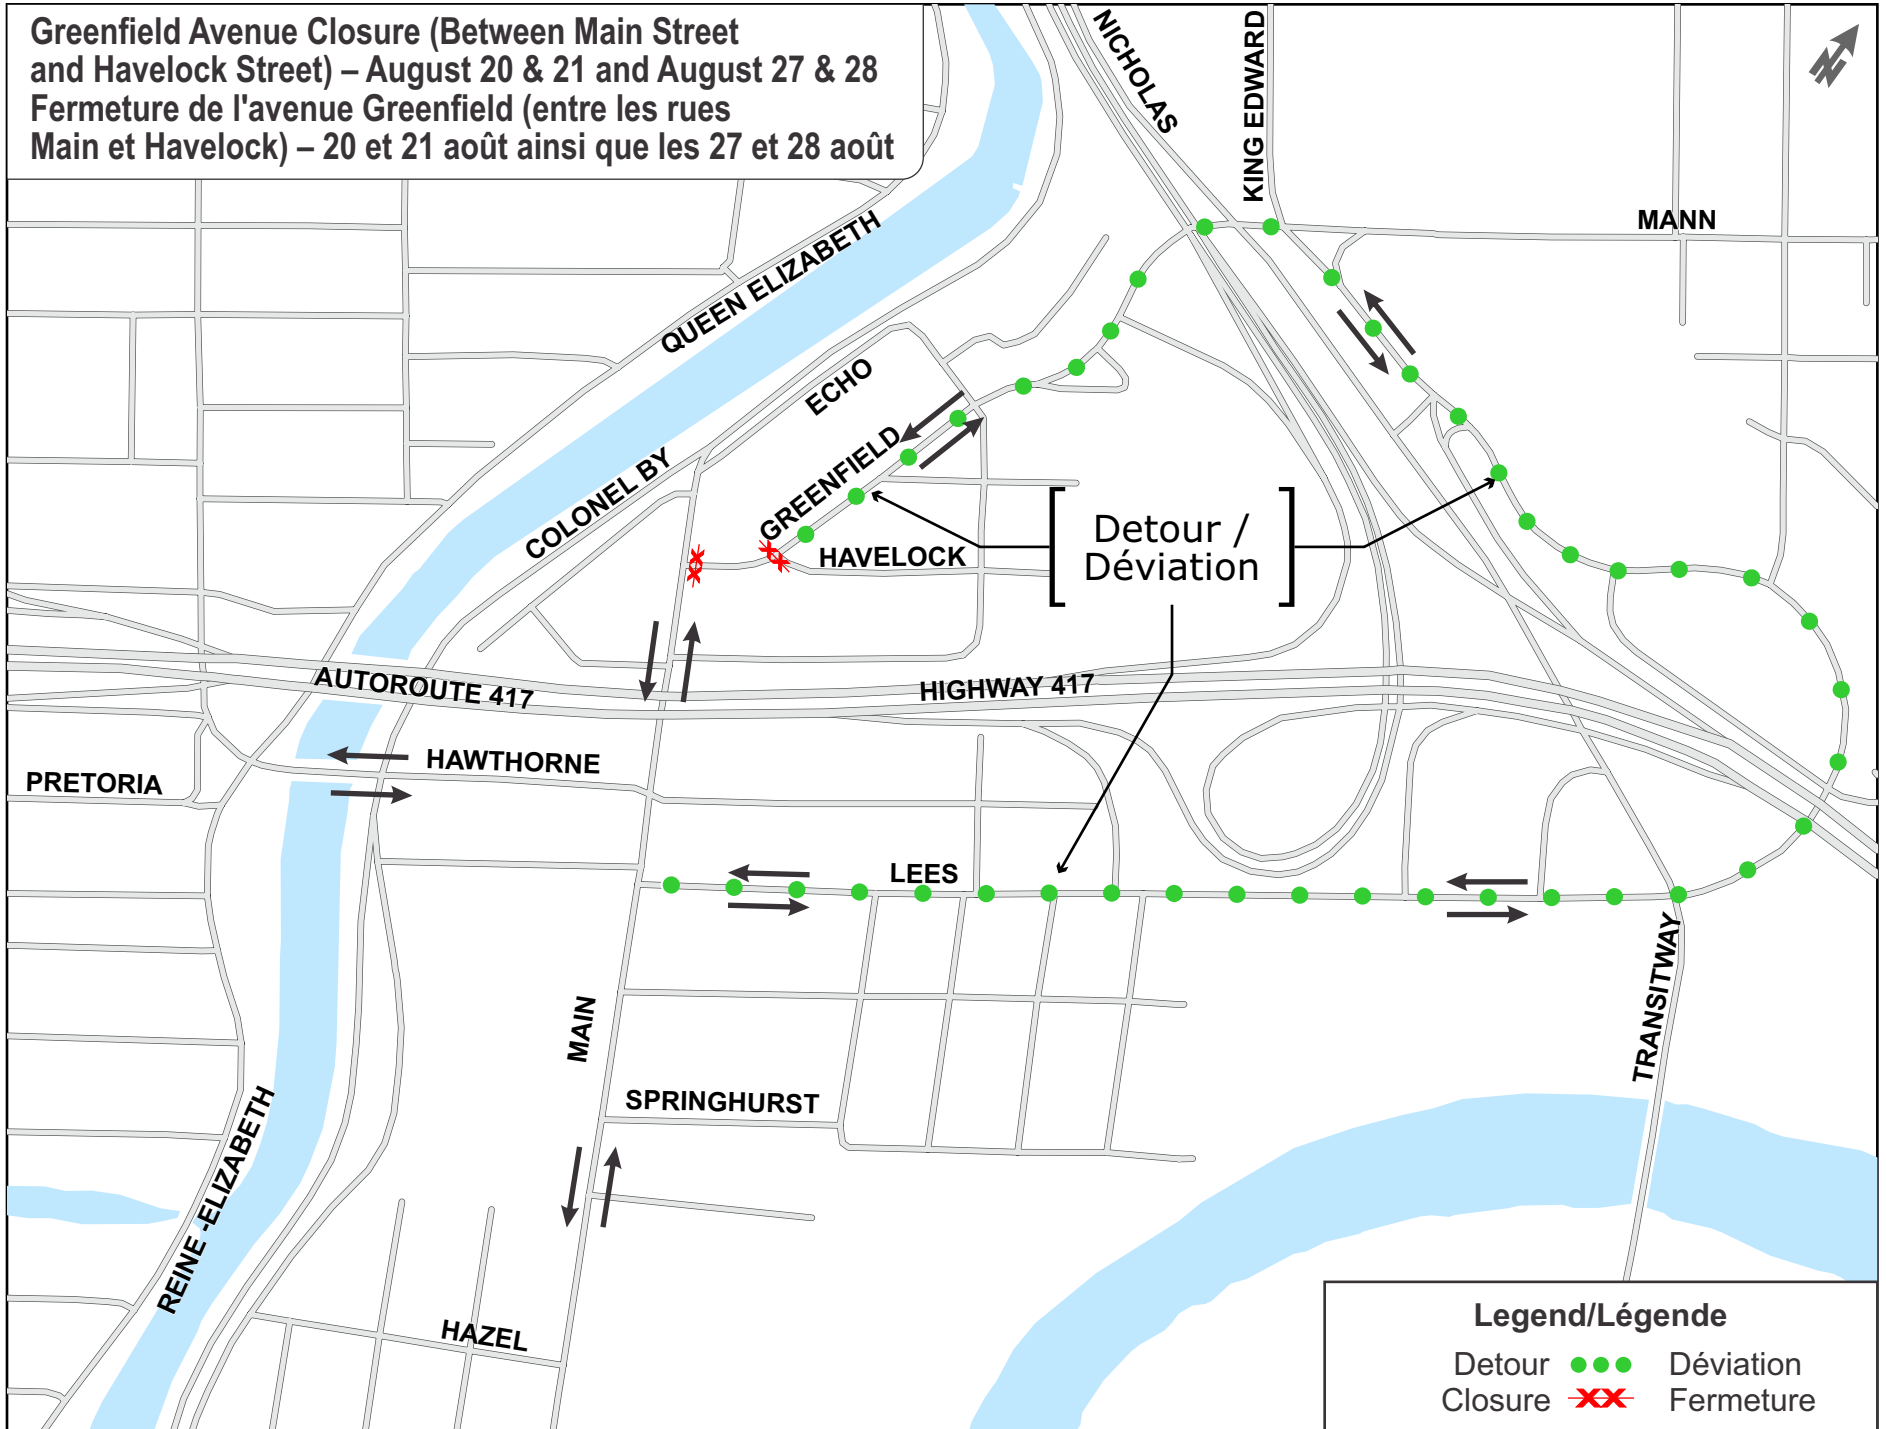 Greenfield Avenue Closure (Between Main Street
and Havelock Street) – August 20 & 21 and August 27 & 28
Fermeture de l'avenue Greenfield (entre les rues
Main et Havelock) – 20 et 21 août ainsi que les 27 et 28 août
NICHOLAS
KING EDWARD
N
MANN
QUEEN ELIZABETH
ECHO
COLONEL BY
GREENFIELD
HAVELOCK
Detour /
Déviation
AUTOROUTE 417
HIGHWAY 417
HAWTHORNE
PRETORIA
LEES
TRANSITWAY
MAIN
SPRINGHURST
REINE -ELIZABETH
HAZEL
Legend/Légende
Detour Déviation
Closure Fermeture